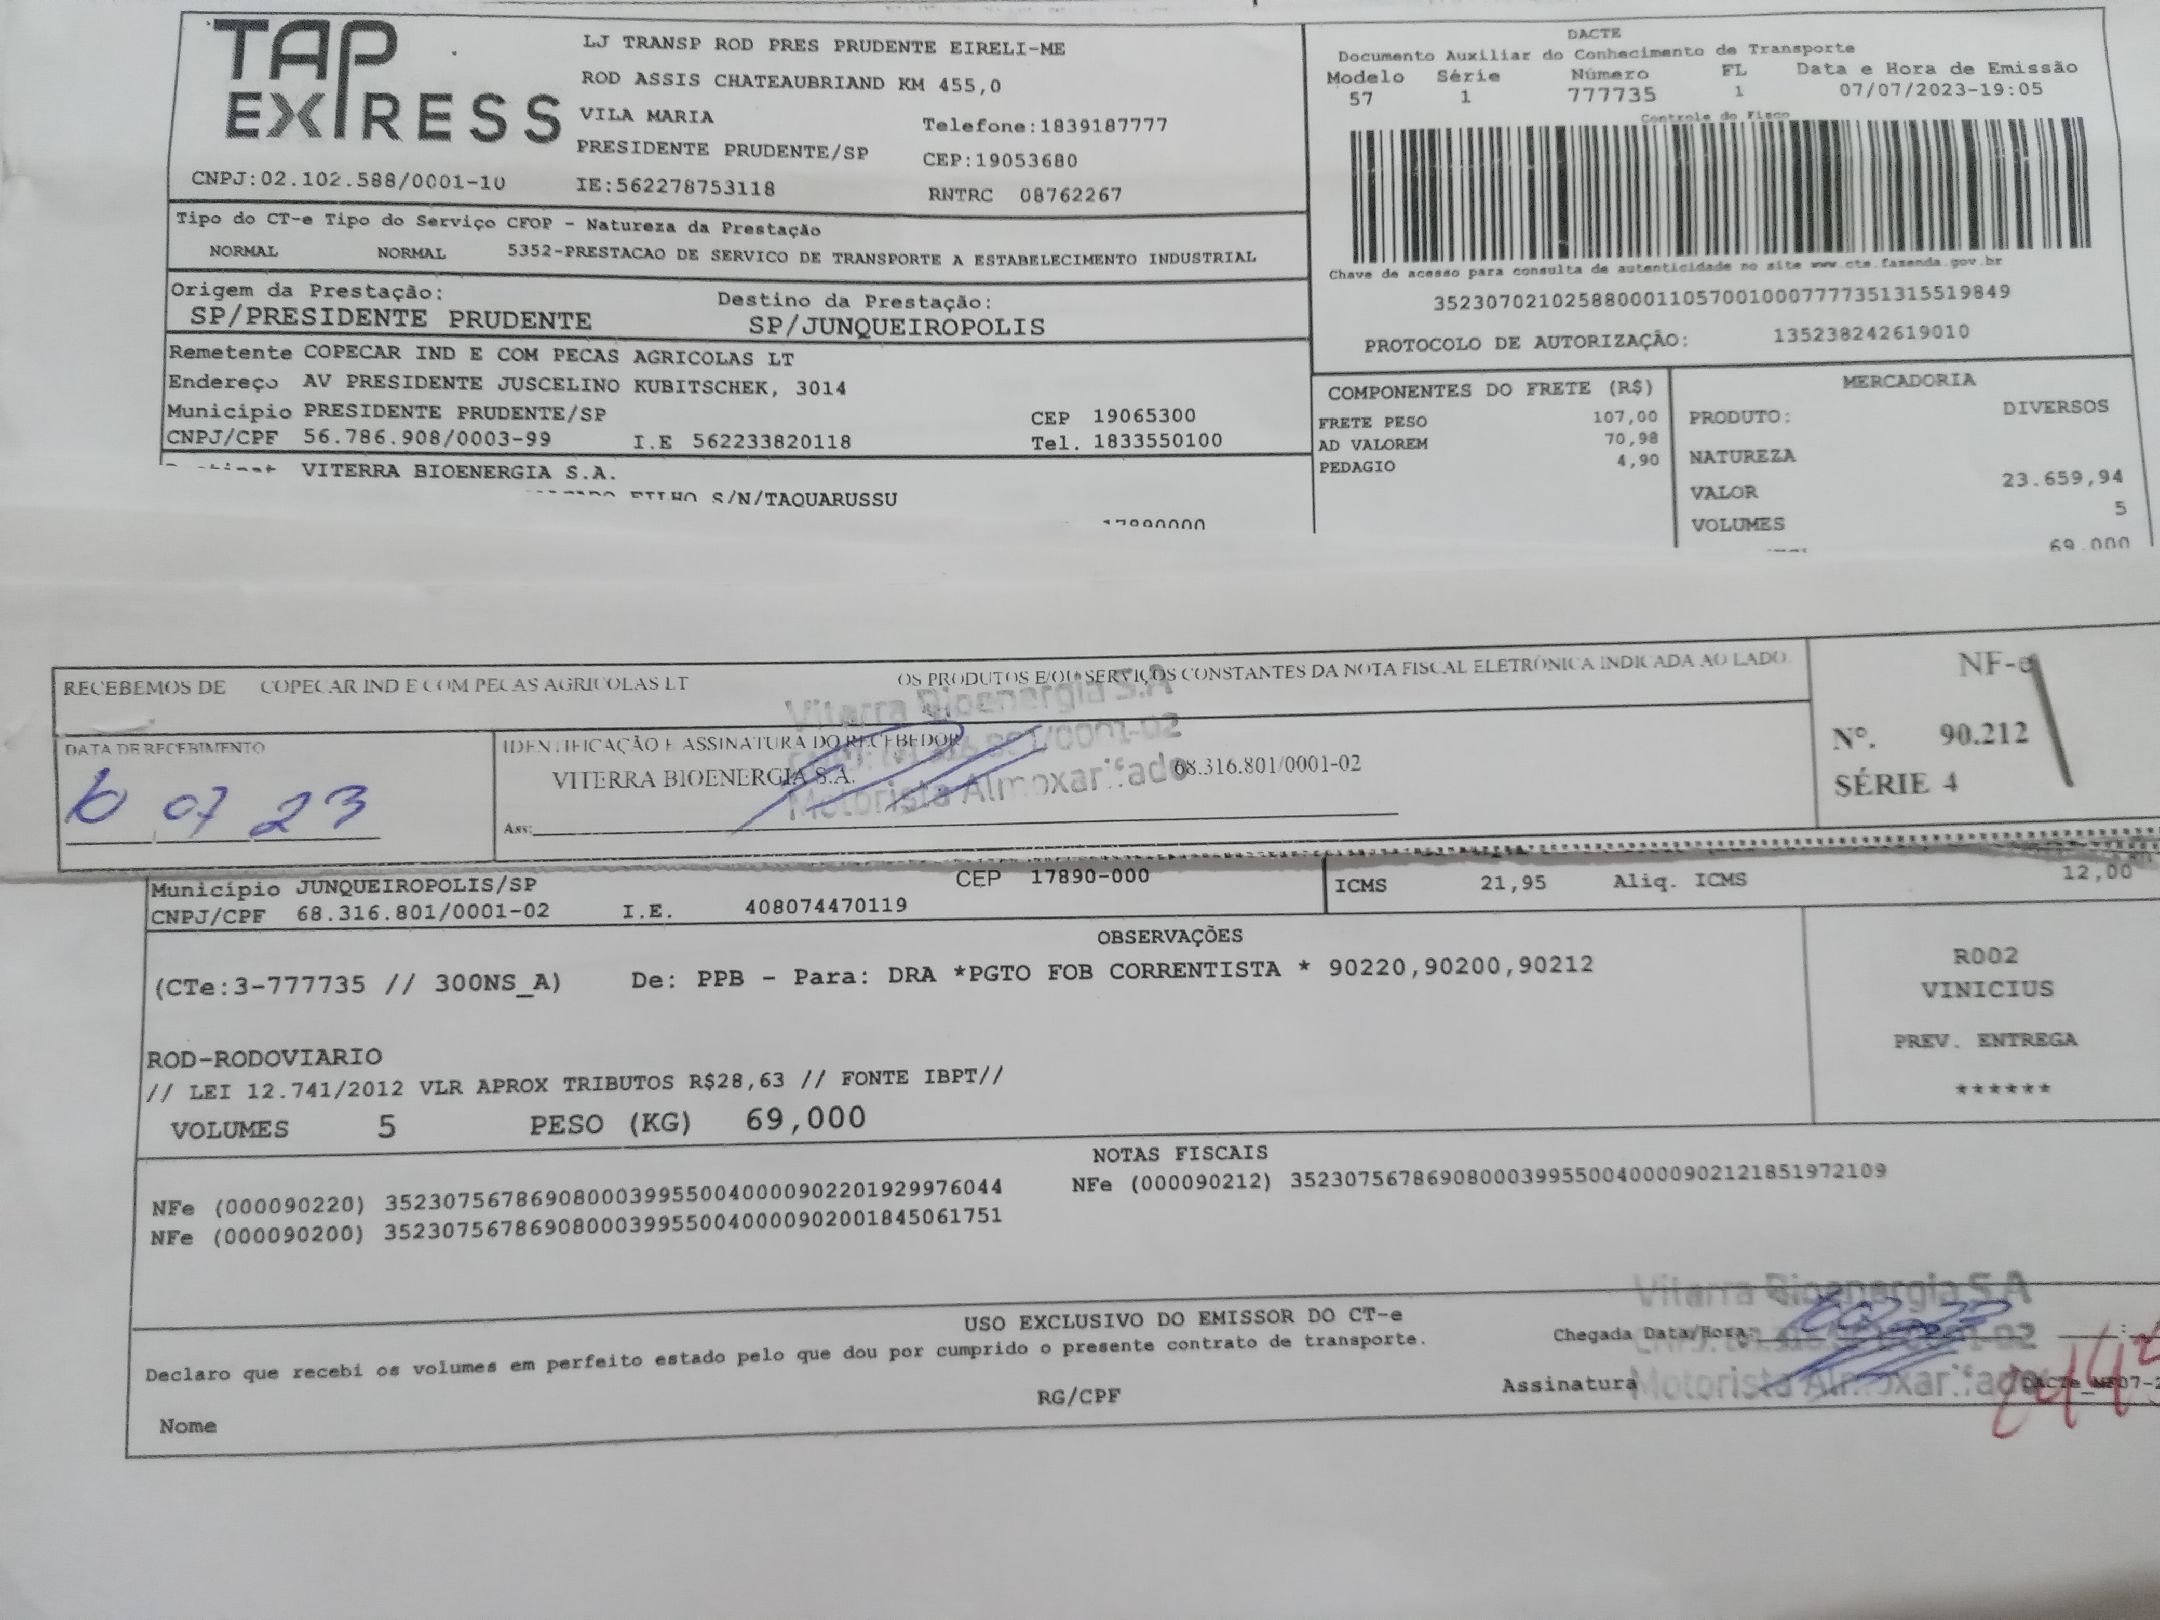 TAP
EXPRESS
LJ TRANSP ROD PRES PRUDENTE EIRELI-ME
ROD ASSIS CHATEAUBRIAND KM 455,0
VILA MARIA
Telefone:1839187777
PRESIDENTE PRUDENTE/SP
CEP:19053680
CNPJ:02.102.588/0001-10
IE:562278753118
RNTRC 08762267
DACTE
Documento Auxiliar do Conhecimento de Transporte
Modelo Série Número FL Data e Hora de Emissão
57 1 777735 1 07/07/2023-19:05
Controle do Fisco
Chave de acesso para consulta de autenticidade no site www.cte.fazenda.gov.br
35230702102588000110570010007777351315519849
PROTOCOLO DE AUTORIZAÇÃO: 135238242619010
Tipo do CT-e Tipo do Serviço CFOP - Natureza da Prestação
NORMAL NORMAL 5352-PRESTACAO DE SERVICO DE TRANSPORTE A ESTABELECIMENTO INDUSTRIAL
Origem da Prestação: Destino da Prestação:
SP/PRESIDENTE PRUDENTE SP/JUNQUEIROPOLIS
Remetente COPECAR IND E COM PECAS AGRICOLAS LT
Endereço AV PRESIDENTE JUSCELINO KUBITSCHEK, 3014
Município PRESIDENTE PRUDENTE/SP CEP 19065300
CNPJ/CPF 56.786.908/0003-99 I.E 562233820118 Tel. 1833550100
VITERRA BIOENERGIA S.A.
FILHO S/N/TAQUARUSSU
17890000
COMPONENTES DO FRETE (R$)
FRETE PESO 107,00
AD VALOREM 70,98
PEDAGIO 4,90
MERCADORIA
PRODUTO: DIVERSOS
NATUREZA
VALOR 23.659,94
VOLUMES 5
69.000
RECEBEMOS DE COPECAR IND E COM PECAS AGRICOLAS LT OS PRODUTOS E/OU SERVIÇOS CONSTANTES DA NOTA FISCAL ELETRÔNICA INDICADA AO LADO.
NF-e
Nº. 90.212
SÉRIE 4
DATA DE RECEBIMENTO
10 07 23
IDENTIFICAÇÃO E ASSINATURA DO RECEBEDOR
VITERRA BIOENERGIA S.A. 68.316.801/0001-02
Ass:
Viterra Bioenergia S.A
Motorista Almoxarifado
Município JUNQUEIROPOLIS/SP CEP 17890-000
CNPJ/CPF 68.316.801/0001-02 I.E. 408074470119
ICMS 21,95 Aliq. ICMS 12,00
OBSERVAÇÕES
(CTe:3-777735 // 300NS_A) De: PPB - Para: DRA *PGTO FOB CORRENTISTA * 90220,90200,90212
R002
VINICIUS
PREV. ENTREGA
******
ROD-RODOVIARIO
// LEI 12.741/2012 VLR APROX TRIBUTOS R$28,63 // FONTE IBPT//
VOLUMES 5 PESO (KG) 69,000
NOTAS FISCAIS
NFe (000090220) 35230756786908000399550040000902201929976044 NFe (000090212) 35230756786908000399550040000902121851972109
NFe (000090200) 35230756786908000399550040000902001845061751
USO EXCLUSIVO DO EMISSOR DO CT-e
Declaro que recebi os volumes em perfeito estado pelo que dou por cumprido o presente contrato de transporte.
Chegada Data/Hora:
RG/CPF
Assinatura
Nome
Viterra Bioenergia S.A
Motorista Almoxarifado